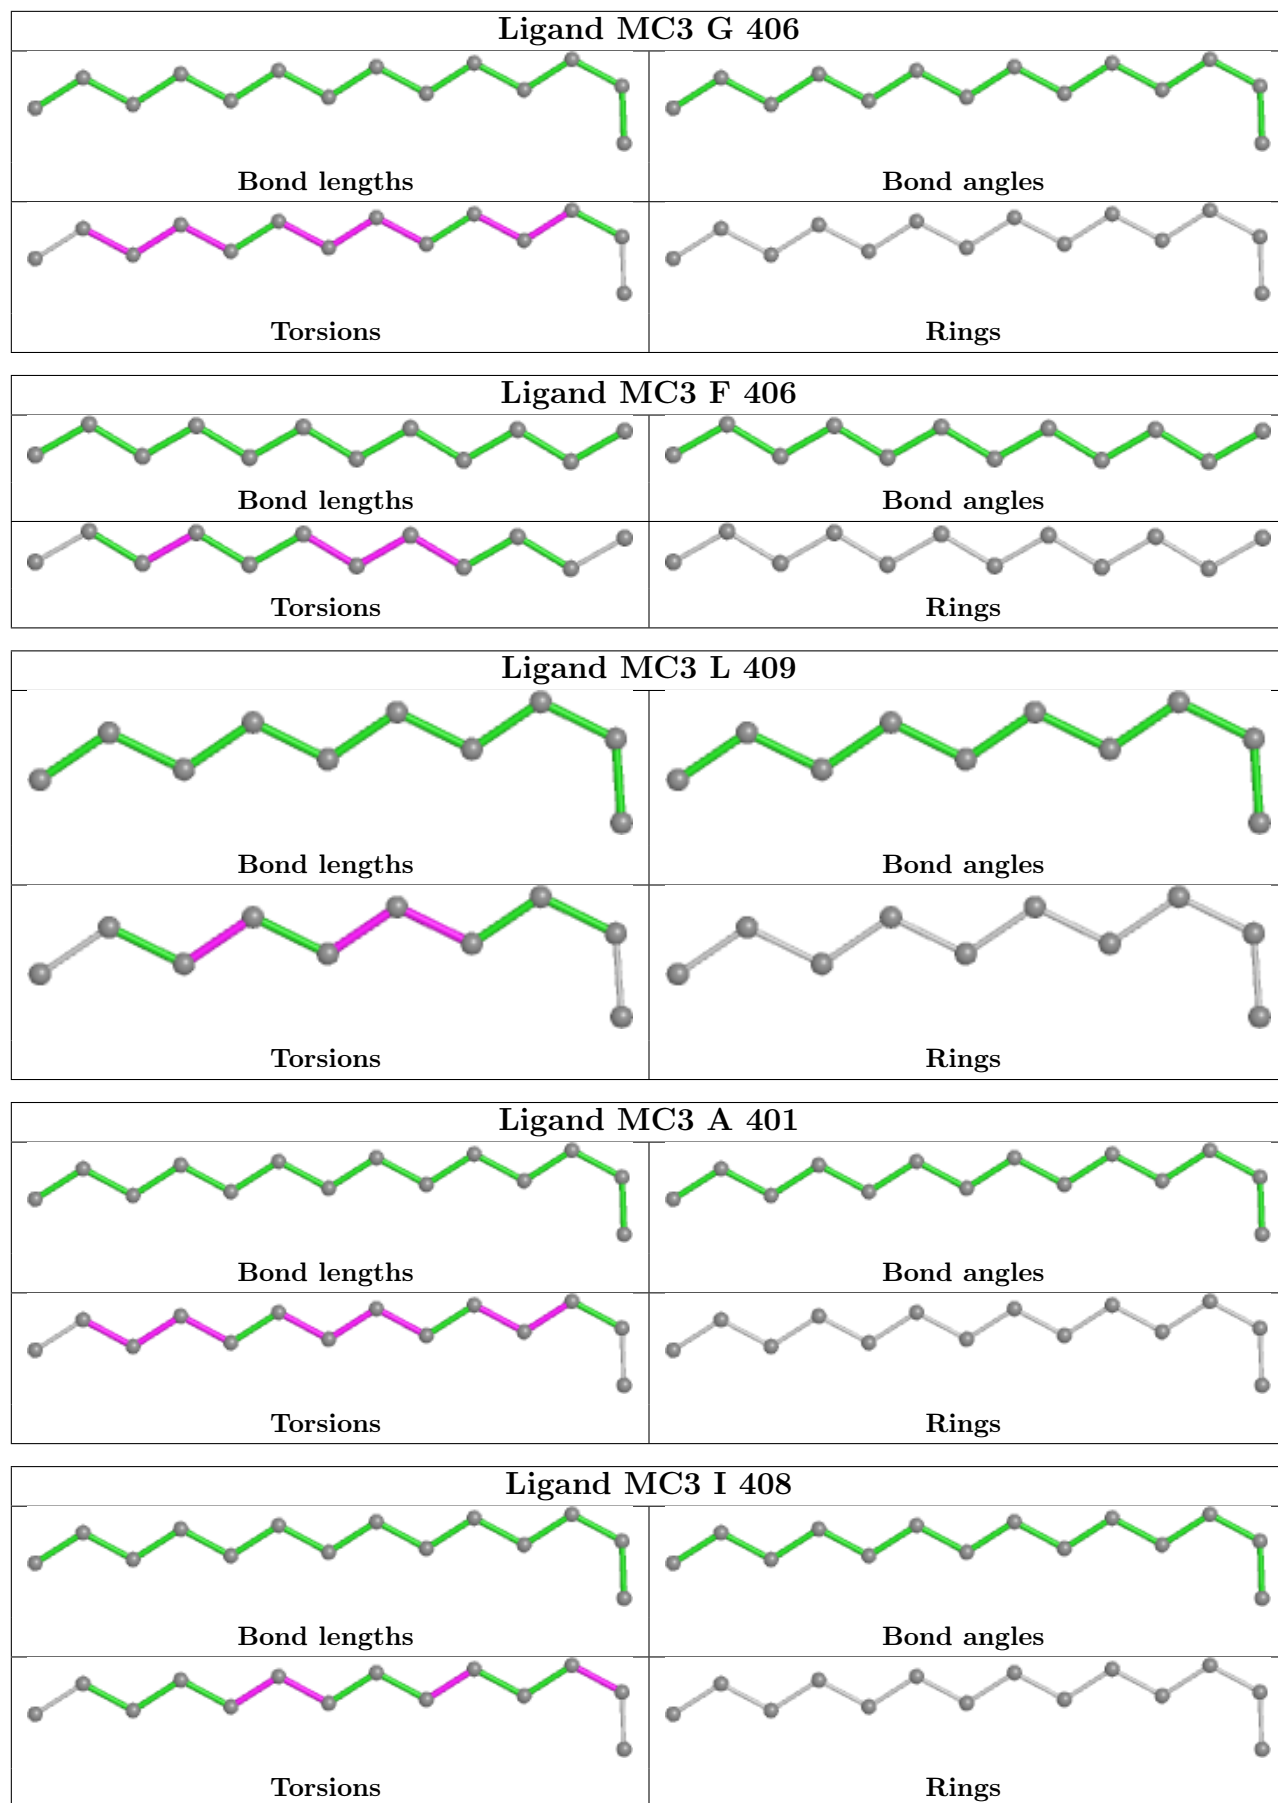 Ligand MC3 G 406
Bond lengths
Bond angles
Torsions
Rings
Ligand MC3 F 406
Bond lengths
Bond angles
Torsions
Rings
Ligand MC3 L 409
Bond lengths
Bond angles
Torsions
Rings
Ligand MC3 A 401
Bond lengths
Bond angles
Torsions
Rings
Ligand MC3 I 408
Bond lengths
Bond angles
Torsions
Rings